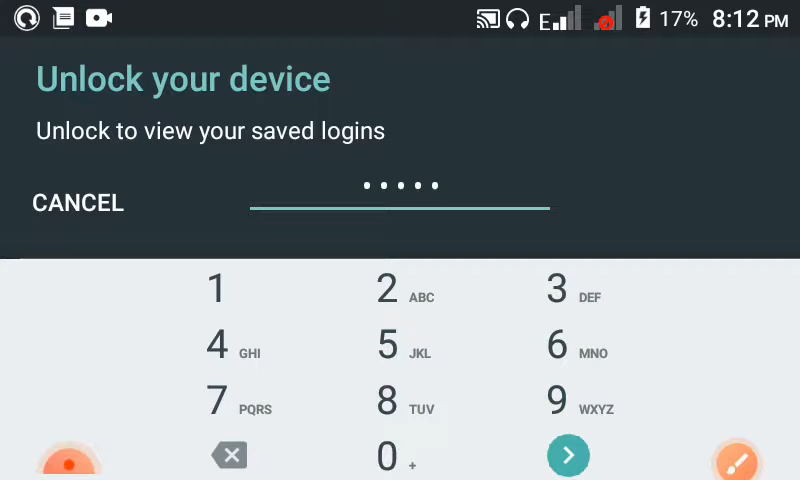 E 17% 8:12 PM
Unlock your device
Unlock to view your saved logins
CANCEL •••••
1 2 ABC 3 DEF
4 GHI 5 JKL 6 MNO
7 PQRS 8 TUV 9 WXYZ
0 +